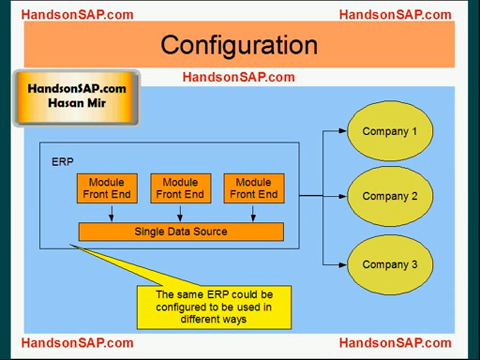 HandsonSAP.com
HandsonSAP.com
Configuration
HandsonSAP.com
HandsonSAP.com
Hasan Mir
Company 1
ERP
Module
Front End
Module
Front End
Module
Front End
Company 2
Single Data Source
Company 3
The same ERP could be
configured to be used in
different ways
HandsonSAP.com
HandsonSAP.com